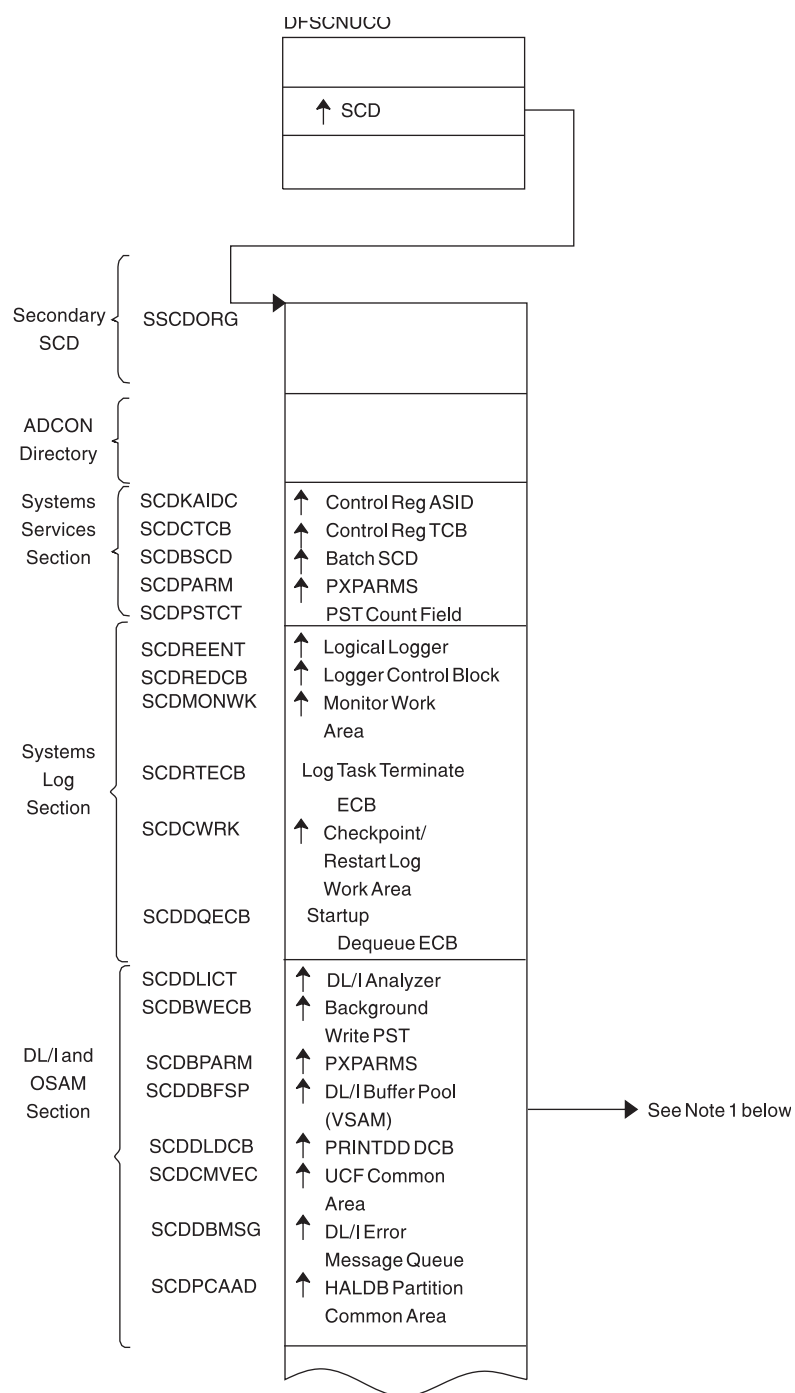 DFSCNUCO
SCD
Secondary
SCD
SSCDORG
ADCON
Directory
Systems
Services
Section
SCDKAIDC Control Reg ASID
SCDCTCB Control Reg TCB
SCDBSCD Batch SCD
SCDPARM PXPARMS
SCDPSTCT PST Count Field
Systems
Log
Section
SCDREENT Logical Logger
SCDREDCB Logger Control Block
SCDMONWK Monitor Work
Area
SCDRTECB Log Task Terminate
ECB
SCDCWRK Checkpoint/
Restart Log
Work Area
SCDDQECB Startup
Dequeue ECB
DL/I and
OSAM
Section
SCDDLICT DL/I Analyzer
SCDBWECB Background
Write PST
SCDBPARM PXPARMS
SCDDBFSP DL/I Buffer Pool
(VSAM)
See Note 1 below
SCDDLDCB PRINTDD DCB
SCDCMVEC UCF Common
Area
SCDDBMSG DL/I Error
Message Queue
SCDPCAAD HALDB Partition
Common Area